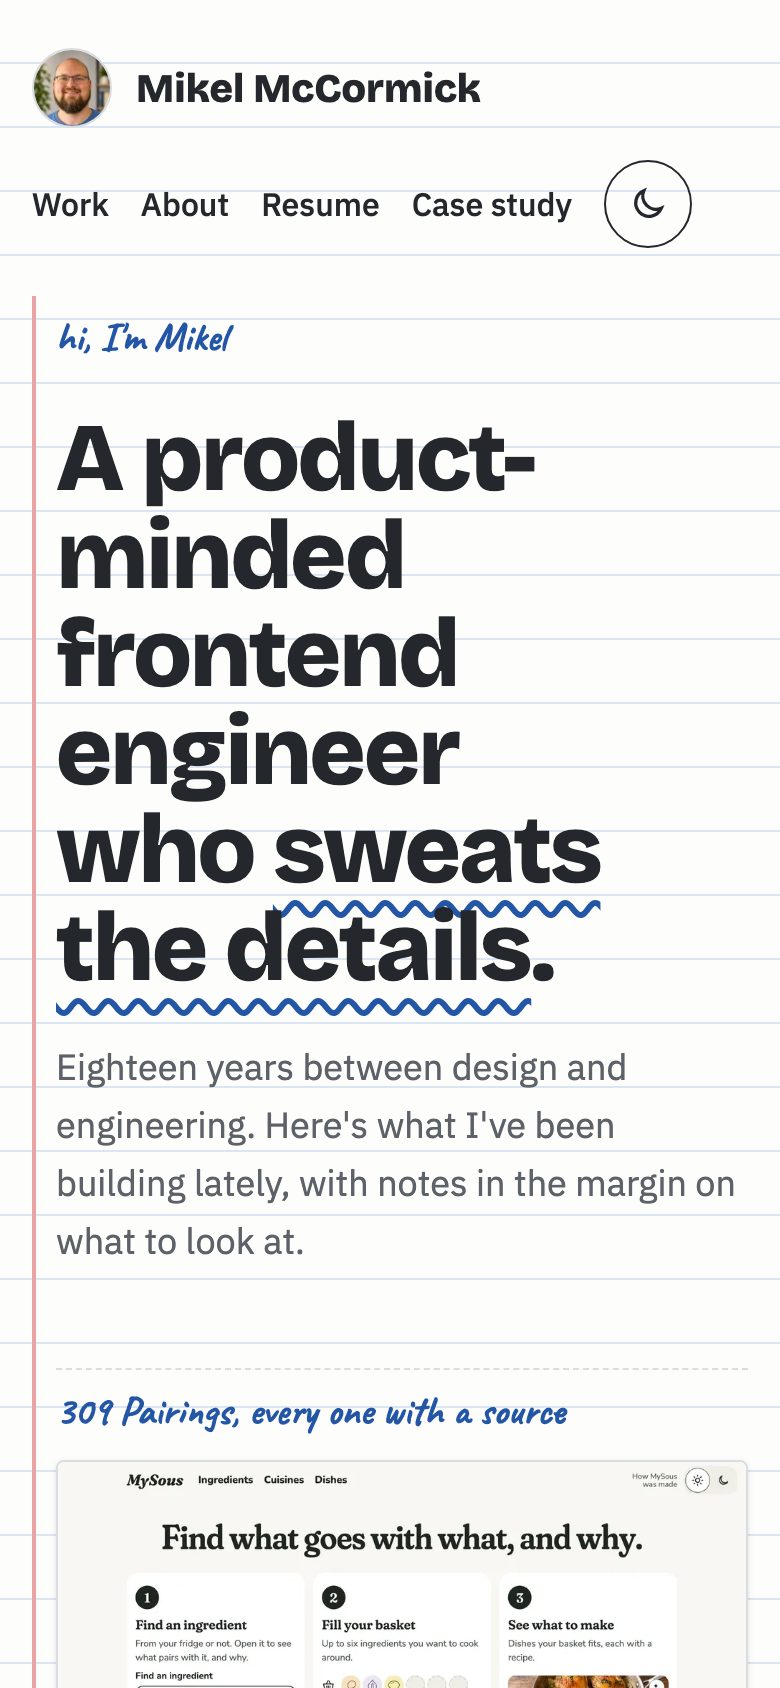 Mikel McCormick
Work About Resume Case study
hi, I'm Mikel
A product-
minded
frontend
engineer
who sweats
the details.
Eighteen years between design and
engineering. Here's what I've been
building lately, with notes in the margin on
what to look at.
309 Pairings, every one with a source
MySous Ingredients Cuisines Dishes
How MySous
was made
Find what goes with what, and why.
1
Find an ingredient
From your fridge or not. Open it to see
what pairs with it, and why.
Find an ingredient
2
Fill your basket
Up to six ingredients you want to cook
around.
3
See what to make
Dishes your basket fits, each with a
recipe.